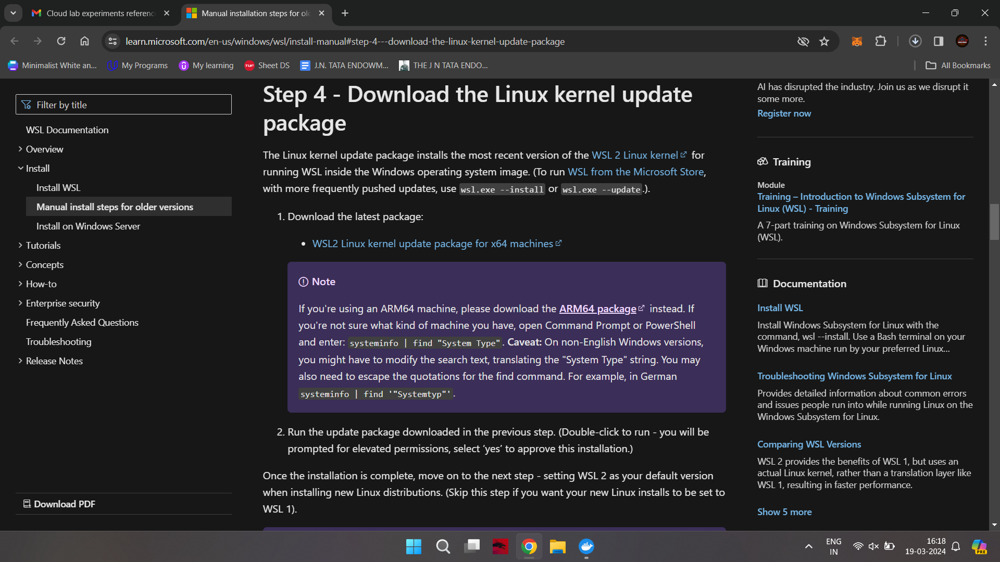 Cloud lab experiments referenc
Manual installation steps for ol
learn.microsoft.com/en-us/windows/wsl/install-manual#step-4---download-the-linux-kernel-update-package
Minimalist White an...
My Programs
My learning
Sheet DS
J.N. TATA ENDOWM...
THE J N TATA ENDO...
All Bookmarks
Filter by title
WSL Documentation
Overview
Install
Install WSL
Manual install steps for older versions
Install on Windows Server
Tutorials
Concepts
How-to
Enterprise security
Frequently Asked Questions
Troubleshooting
Release Notes
Download PDF
Step 4 - Download the Linux kernel update
package
The Linux kernel update package installs the most recent version of the WSL 2 Linux kernel for
running WSL inside the Windows operating system image. (To run WSL from the Microsoft Store,
with more frequently pushed updates, use wsl.exe --install or wsl.exe --update.).
1. Download the latest package:
• WSL2 Linux kernel update package for x64 machines
Note
If you're using an ARM64 machine, please download the ARM64 package instead. If
you're not sure what kind of machine you have, open Command Prompt or PowerShell
and enter: systeminfo | find "System Type". Caveat: On non-English Windows versions,
you might have to modify the search text, translating the "System Type" string. You may
also need to escape the quotations for the find command. For example, in German
systeminfo | find '"Systemtyp"'.
2. Run the update package downloaded in the previous step. (Double-click to run - you will be
prompted for elevated permissions, select ‘yes’ to approve this installation.)
Once the installation is complete, move on to the next step - setting WSL 2 as your default version
when installing new Linux distributions. (Skip this step if you want your new Linux installs to be set to
WSL 1).
AI has disrupted the industry. Join us as we disrupt it
some more.
Register now
Training
Module
Training – Introduction to Windows Subsystem for
Linux (WSL) - Training
A 7-part training on Windows Subsystem for Linux
(WSL).
Documentation
Install WSL
Install Windows Subsystem for Linux with the
command, wsl --install. Use a Bash terminal on your
Windows machine run by your preferred Linux...
Troubleshooting Windows Subsystem for Linux
Provides detailed information about common errors
and issues people run into while running Linux on the
Windows Subsystem for Linux.
Comparing WSL Versions
WSL 2 provides the benefits of WSL 1, but uses an
actual Linux kernel, rather than a translation layer like
WSL 1, resulting in faster performance.
Show 5 more
ENG
IN
16:18
19-03-2024
PRE